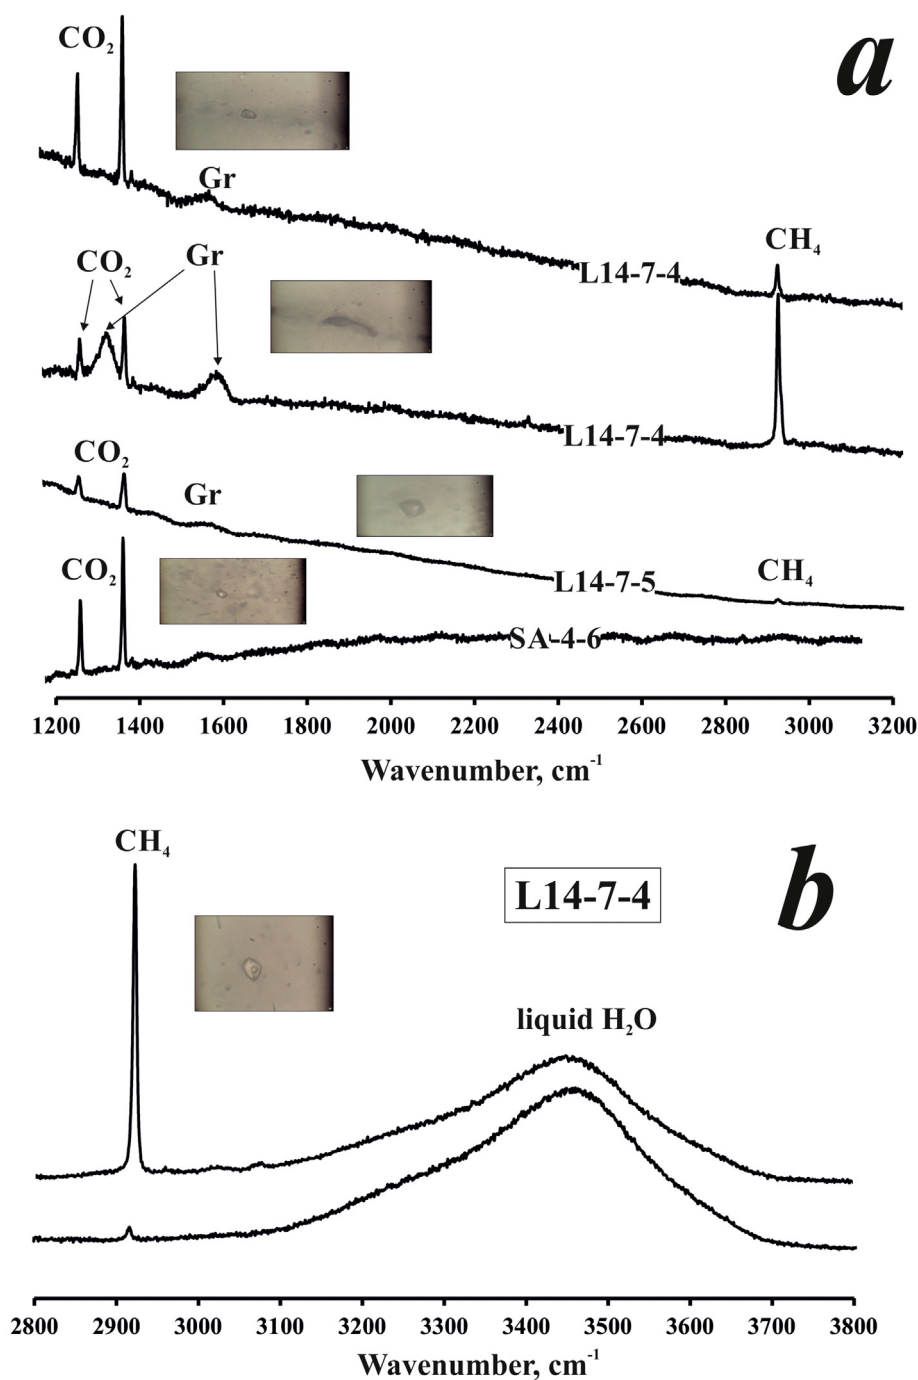 a
CO₂
Gr
CH₄
L14-7-4
Gr
CO₂
L14-7-4
CO₂
Gr
CH₄
L14-7-5
CO₂
SA-4-6
1200 1400 1600 1800 2000 2200 2400 2600 2800 3000 3200
Wavenumber, cm⁻¹
CH₄
L14-7-4
b
liquid H₂O
2800 2900 3000 3100 3200 3300 3400 3500 3600 3700 3800
Wavenumber, cm⁻¹